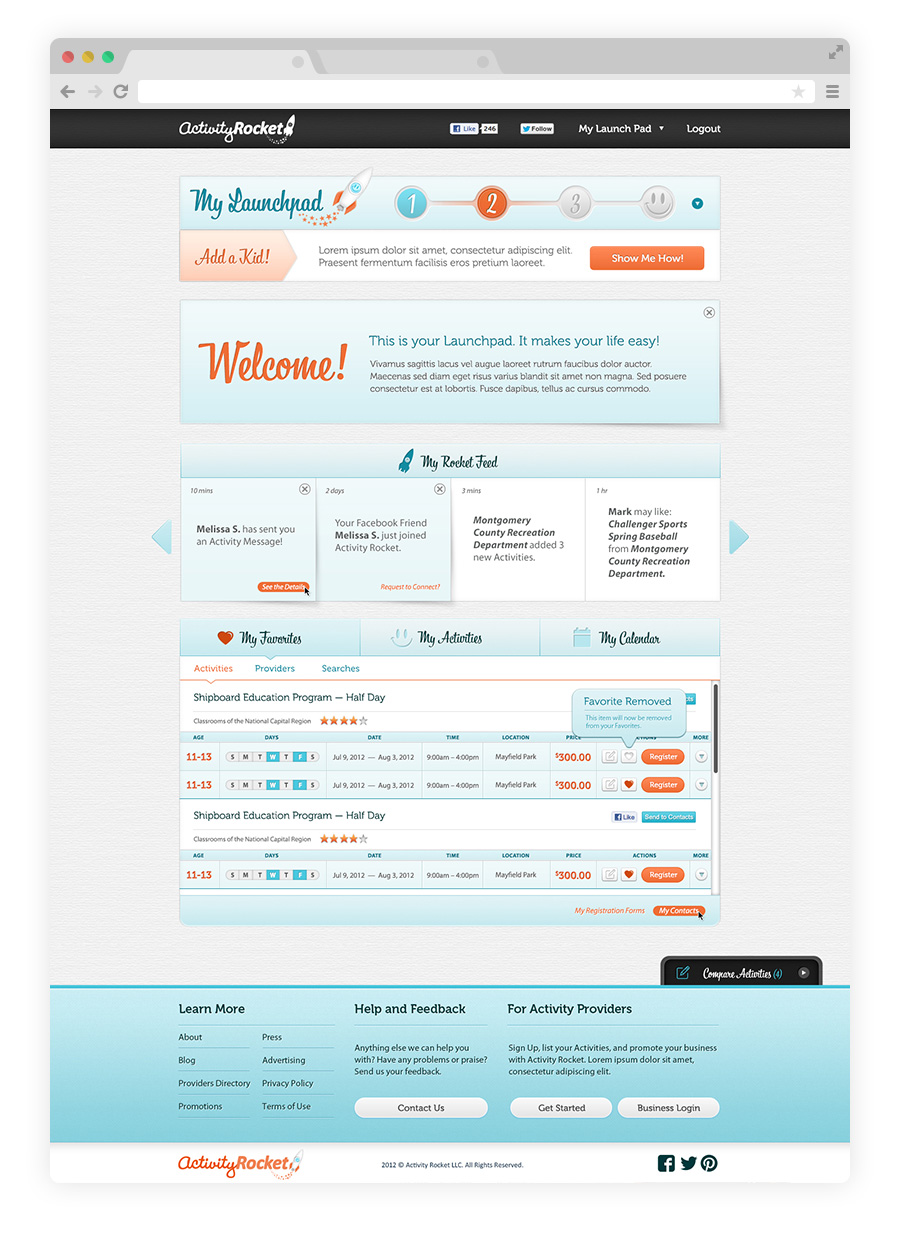 ActivityRocket
Like 246 Follow My Launch Pad Logout
My Launchpad 1 2 3
Add a Kid!
Lorem ipsum dolor sit amet, consectetur adipiscing elit.
Praesent fermentum facilisis eros pretium laoreet.
Show Me How!
Welcome!
This is your Launchpad. It makes your life easy!
Vivamus sagittis lacus vel augue laoreet rutrum faucibus dolor auctor.
Maecenas sed diam eget risus varius blandit sit amet non magna. Sed posuere
consectetur est at lobortis. Fusce dapibus, tellus ac cursus commodo.
My Rocket Feed
10 mins
Melissa S. has sent you
an Activity Message!
See the Details
2 days
Your Facebook Friend
Melissa S. just joined
Activity Rocket.
Request to Connect?
3 mins
Montgomery
County Recreation
Department added 3
new Activities.
1 hr
Mark may like:
Challenger Sports
Spring Baseball
from Montgomery
County Recreation
Department.
My Favorites My Activities My Calendar
Activities Providers Searches
Shipboard Education Program — Half Day
Classrooms of the National Capital Region
Favorite Removed
This item will now be removed
from your Favorites.
AGE DAYS DATE TIME LOCATION PRICE MORE
11-13 S M T W T F S Jul 9, 2012 — Aug 3, 2012 9:00am – 4:00pm Mayfield Park $300.00 Register
11-13 S M T W T F S Jul 9, 2012 — Aug 3, 2012 9:00am – 4:00pm Mayfield Park $300.00 Register
Shipboard Education Program — Half Day
Like Send to Contacts
Classrooms of the National Capital Region
AGE DAYS DATE TIME LOCATION PRICE ACTIONS MORE
11-13 S M T W T F S Jul 9, 2012 — Aug 3, 2012 9:00am – 4:00pm Mayfield Park $300.00 Register
My Registration Forms My Contacts
Compare Activities (4)
Learn More
About Press
Blog Advertising
Providers Directory Privacy Policy
Promotions Terms of Use
Help and Feedback
Anything else we can help you
with? Have any problems or praise?
Send us your feedback.
Contact Us
For Activity Providers
Sign Up, list your Activities, and promote your business
with Activity Rocket. Lorem ipsum dolor sit amet,
consectetur adipiscing elit.
Get Started Business Login
ActivityRocket
2012 © Activity Rocket LLC. All Rights Reserved.